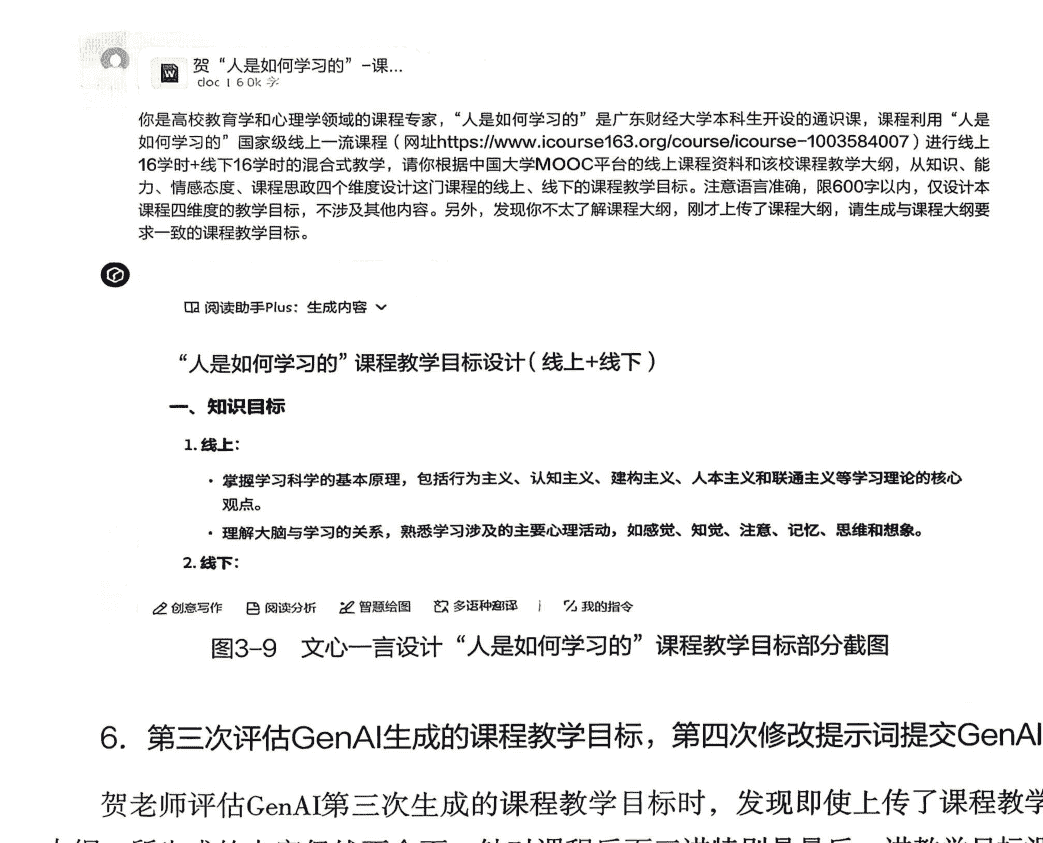 贺“人是如何学习的”-课...
doc | 6.0k 字
你是高校教育学和心理学领域的课程专家，“人是如何学习的”是广东财经大学本科生开设的通识课，课程利用“人是
如何学习的”国家级线上一流课程（网址https://www.icourse163.org/course/icourse-1003584007）进行线上
16学时+线下16学时的混合式教学，请你根据中国大学MOOC平台的线上课程资料和该校课程教学大纲，从知识、能
力、情感态度、课程思政四个维度设计这门课程的线上、线下的课程教学目标。注意语言准确，限600字以内，仅设计本
课程四维度的教学目标，不涉及其他内容。另外，发现你不太了解课程大纲，刚才上传了课程大纲，请生成与课程大纲要
求一致的课程教学目标。
阅读助手Plus：生成内容
“人是如何学习的”课程教学目标设计（线上+线下）
一、知识目标
1. 线上：
· 掌握学习科学的基本原理，包括行为主义、认知主义、建构主义、人本主义和联通主义等学习理论的核心
观点。
· 理解大脑与学习的关系，熟悉学习涉及的主要心理活动，如感觉、知觉、注意、记忆、思维和想象。
2. 线下：
创意写作 阅读分析 智慧绘图 多语种翻译 | 我的指令
图3-9 文心一言设计“人是如何学习的”课程教学目标部分截图
6. 第三次评估GenAI生成的课程教学目标，第四次修改提示词提交GenAI
贺老师评估GenAI第三次生成的课程教学目标时，发现即使上传了课程教学